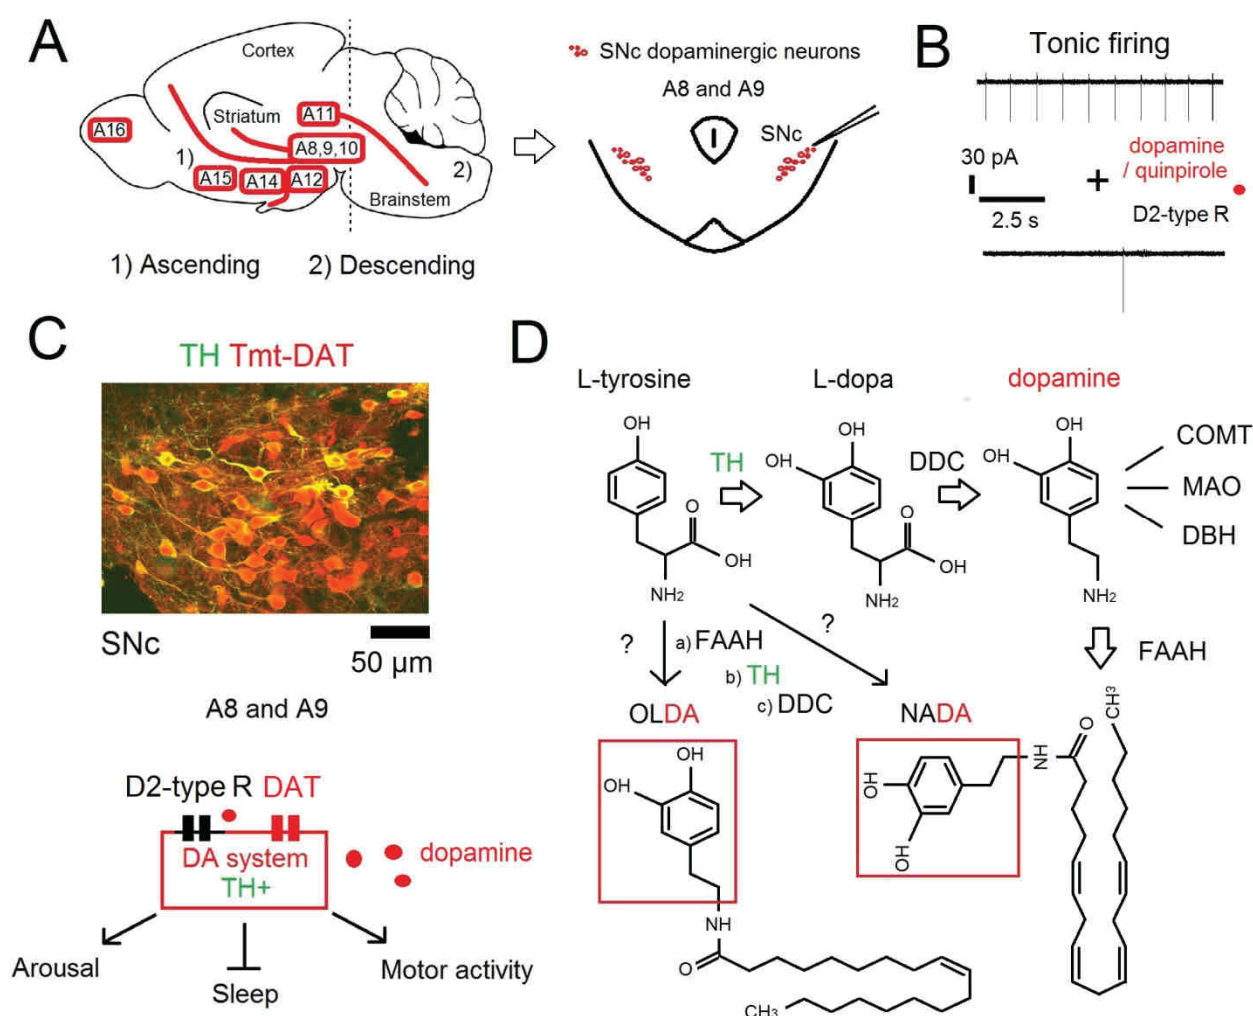 A
Cortex
Striatum
A11
A16
A8,9,10
1)
A15
A14
A12
2)
Brainstem
1) Ascending
2) Descending
SNc dopaminergic neurons
A8 and A9
SNc
B
Tonic firing
30 pA
2.5 s
+
dopamine
/ quinpirole
D2-type R
C
TH Tmt-DAT
SNc
50 µm
A8 and A9
D2-type R DAT
DA system
TH+
dopamine
Arousal
Sleep
Motor activity
D
L-tyrosine
L-dopa
dopamine
OH
TH
O
OH
NH2
OH
OH
DDC
O
OH
NH2
OH
OH
NH2
COMT
MAO
DBH
?
a) FAAH
b) TH
c) DDC
?
FAAH
OLDA
OH
OH
NH
O
CH3
NADA
OH
OH
NH
O
CH3